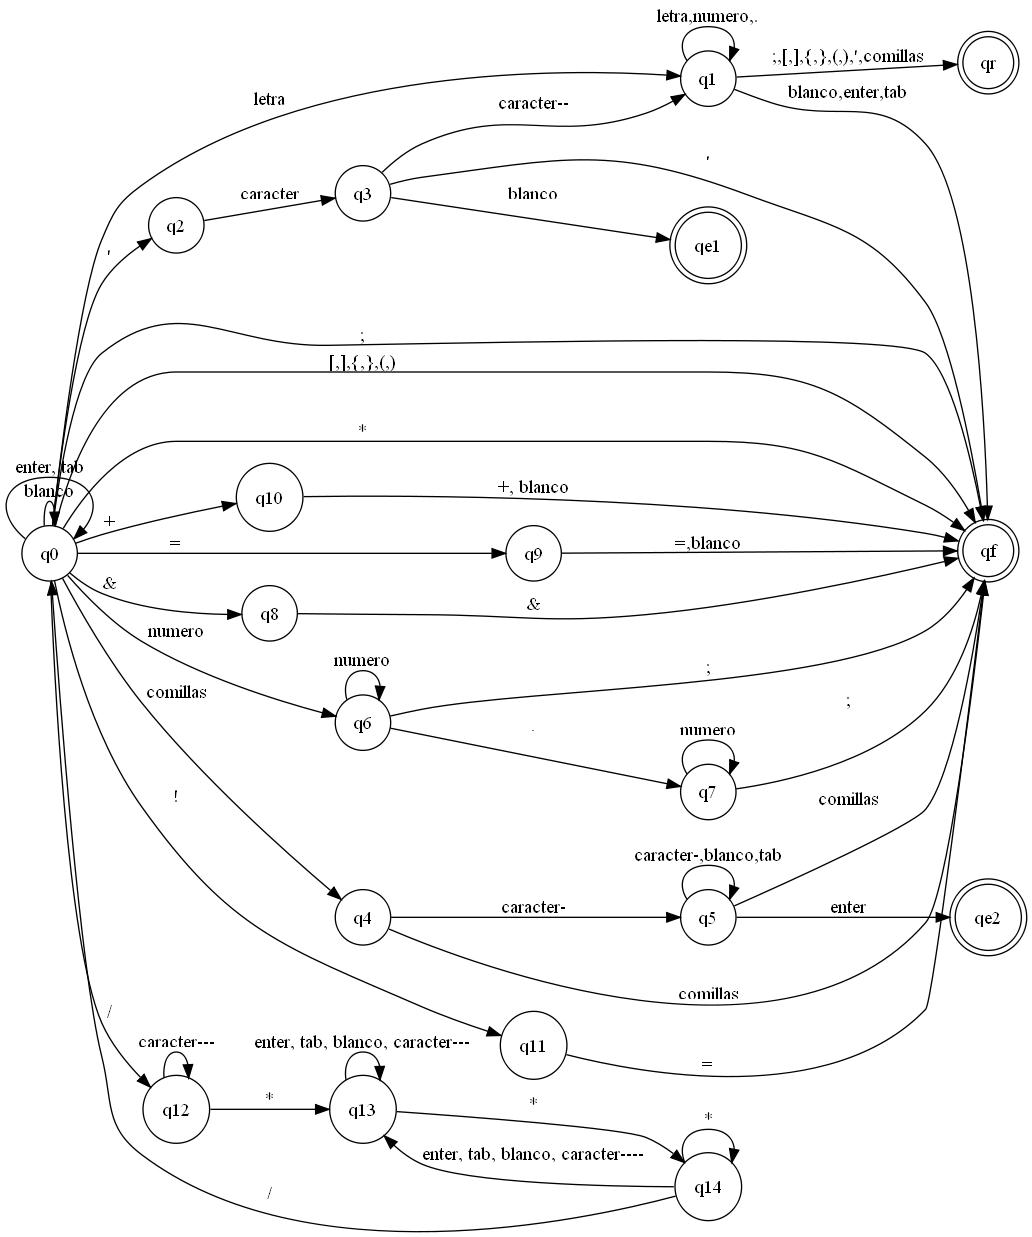 letra,numero,.
q1
;,[,],{,},(,),',comillas
qr
blanco,enter,tab
letra
caracter--
'
q3
caracter
blanco
q2
'
qe1
;
[,],{,},(,)
*
enter, tab
blanco
q10
+, blanco
+
=
q9
=,blanco
q0
qf
&
q8
&
numero
numero
;
comillas
q6
.
numero
;
q7
!
comillas
caracter-,blanco,tab
q4
caracter-
q5
enter
qe2
comillas
/
caracter---
enter, tab, blanco, caracter---
q11
=
q12
*
q13
*
*
enter, tab, blanco, caracter----
q14
/